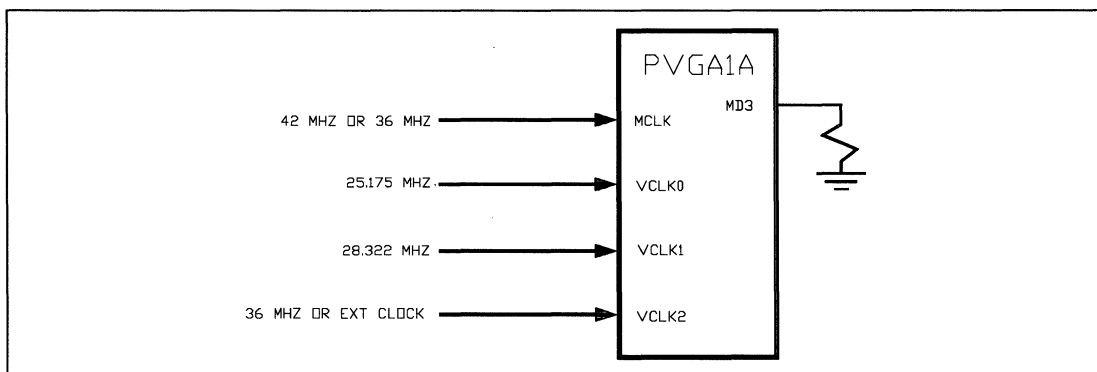 PVGA1A
MD3
42 MHZ OR 36 MHZ
MCLK
25.175 MHZ
VCLK0
28.322 MHZ
VCLK1
36 MHZ OR EXT CLOCK
VCLK2